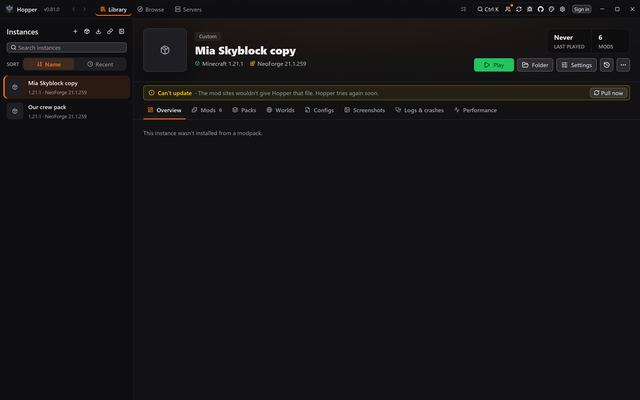 Hopper v0.81.0 Library Browse Servers Ctrl K Sign in
Instances
Search instances
SORT Name Recent
Mia Skyblock copy
1.21.1 · NeoForge 21.1.259
Our crew pack
1.21.1 · NeoForge 21.1.259
Custom
Mia Skyblock copy
Minecraft 1.21.1 NeoForge 21.1.259
Never
LAST PLAYED
6
MODS
Play Folder Settings
Can't update · The mod sites wouldn't give Hopper that file. Hopper tries again soon. Pull now
Overview Mods 6 Packs Worlds Configs Screenshots Logs & crashes Performance
This instance wasn't installed from a modpack.